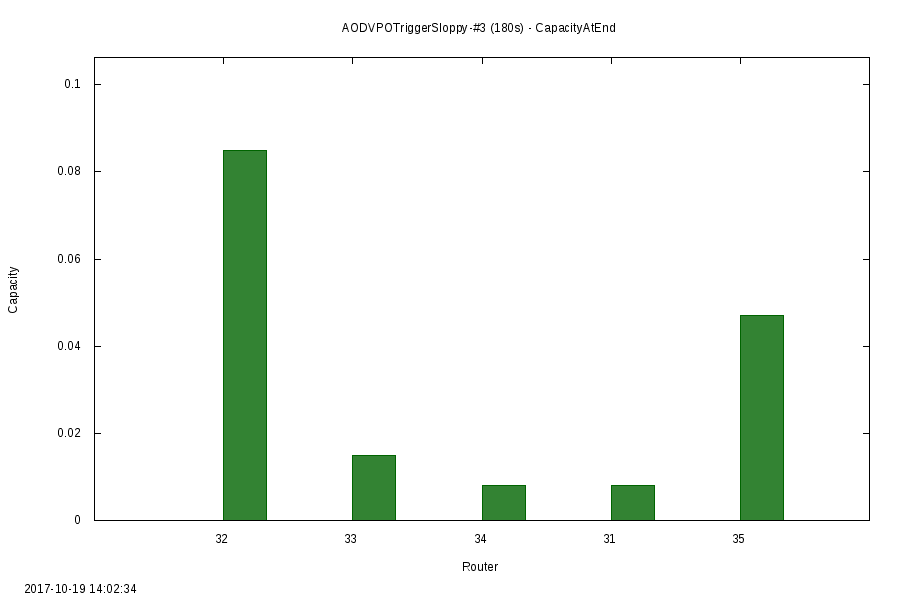 AODVPOTriggerSloppy-#3 (180s) - CapacityAtEnd
0.1
0.08
0.06
0.04
0.02
0
Capacity
32 33 34 31 35
Router
2017-10-19 14:02:34